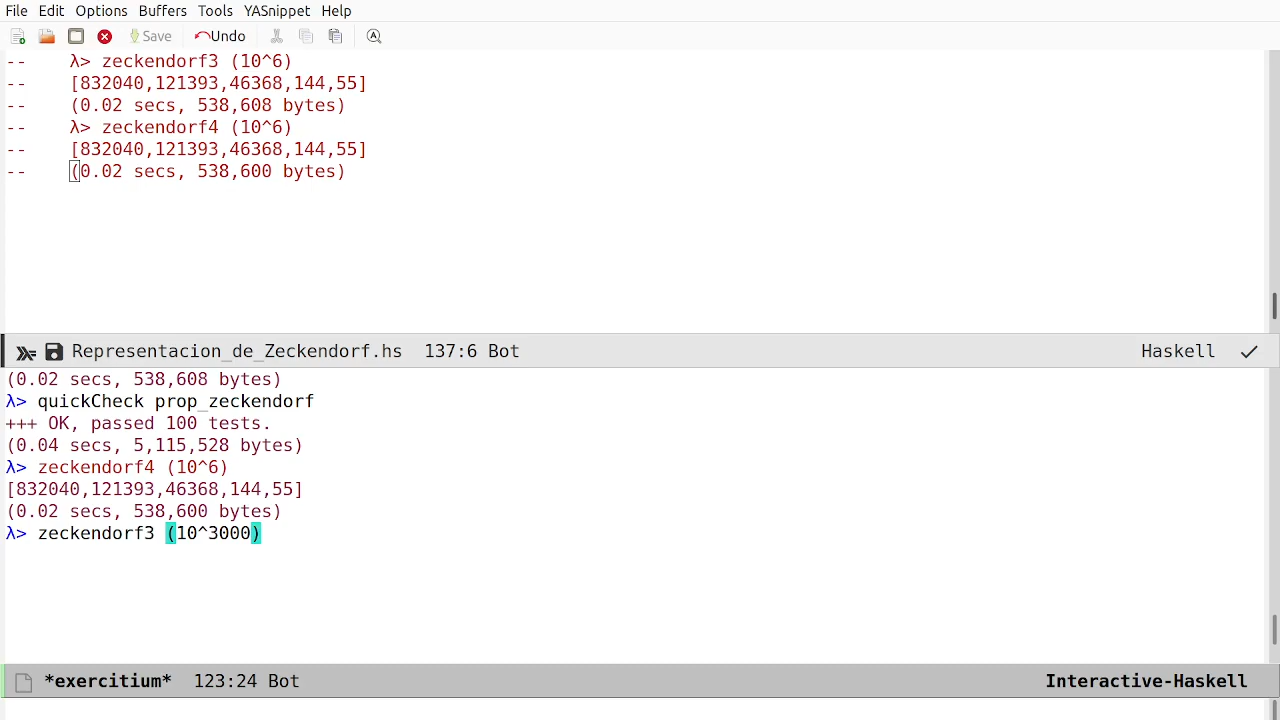 File Edit Options Buffers Tools YASnippet Help
Save Undo
-- λ> zeckendorf3 (10^6)
-- [832040,121393,46368,144,55]
-- (0.02 secs, 538,608 bytes)
-- λ> zeckendorf4 (10^6)
-- [832040,121393,46368,144,55]
-- (0.02 secs, 538,600 bytes)
Representacion_de_Zeckendorf.hs 137:6 Bot Haskell
(0.02 secs, 538,608 bytes)
λ> quickCheck prop_zeckendorf
+++ OK, passed 100 tests.
(0.04 secs, 5,115,528 bytes)
λ> zeckendorf4 (10^6)
[832040,121393,46368,144,55]
(0.02 secs, 538,600 bytes)
λ> zeckendorf3 (10^3000)
*exercitium* 123:24 Bot Interactive-Haskell